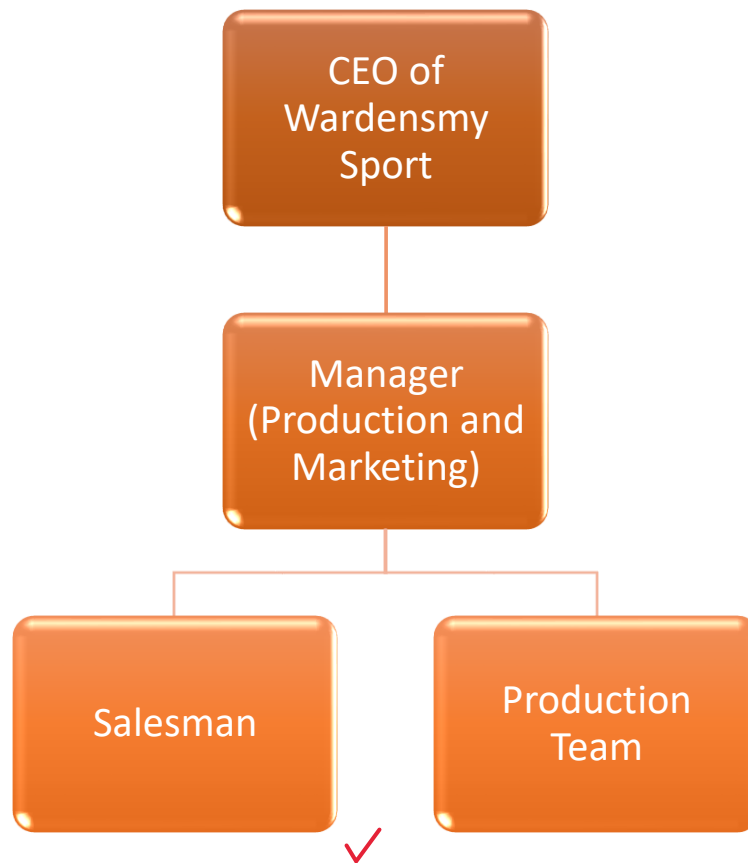 CEO of
Wardensmy
Sport
Manager
(Production and
Marketing)
Salesman
Production
Team